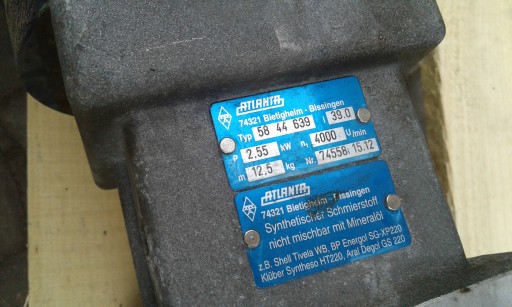 ATLANTA
74321 Bietigheim - Bissingen
Typ 58 44 639 i 39.0
P 2.55 kW n₁ 4000 U/min
m 12.5 kg Nr. 74558 15.12
ATLANTA
74321 Bietigheim - Bissingen
Synthetischer Schmierstoff
nicht mischbar mit Mineralöl
z.B. Shell Tivela WB, BP Energol SG-XP220
Klüber Syntheso HT220, Aral Degol GS 220